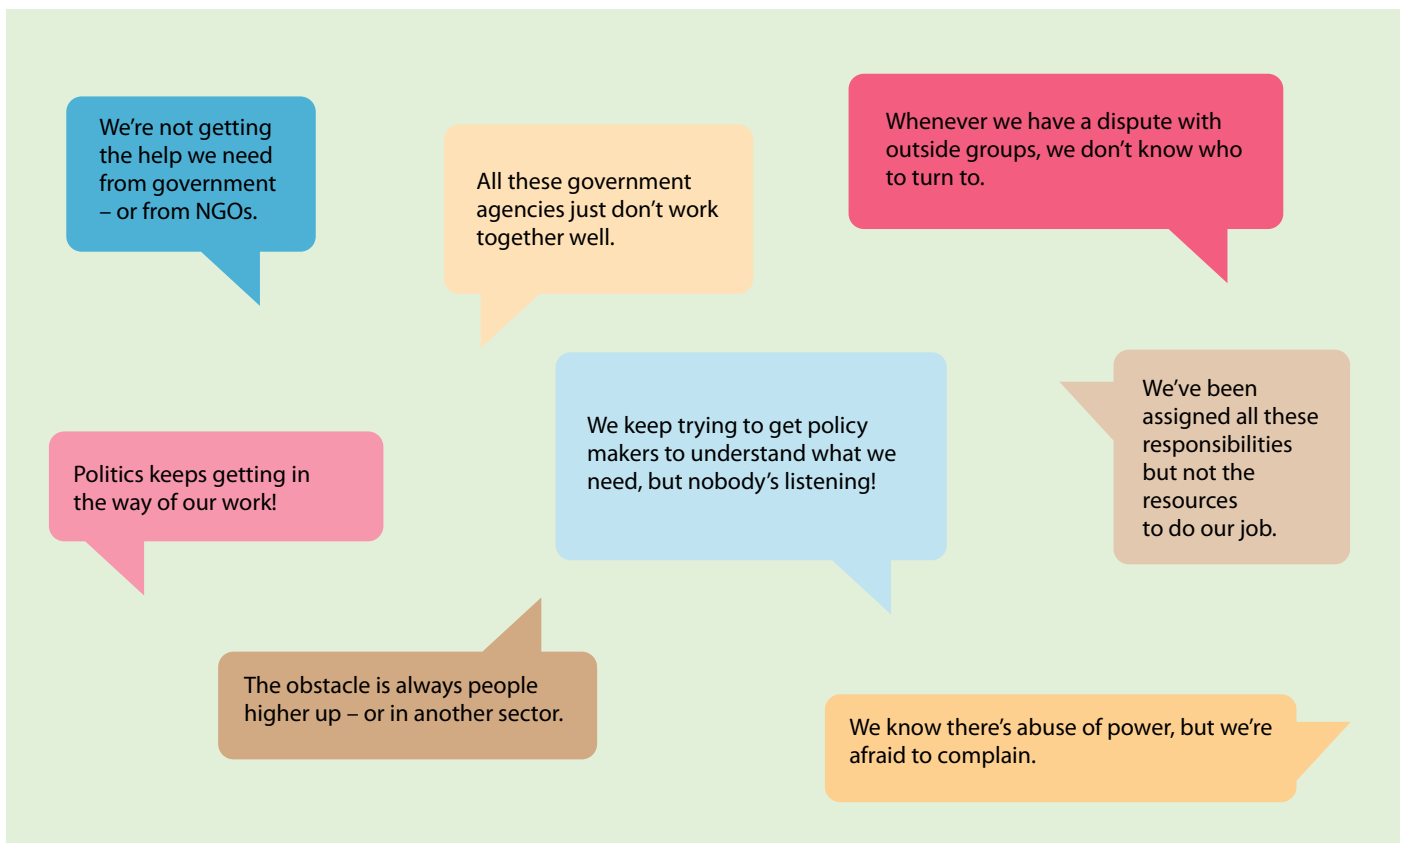 We’re not getting
the help we need
from government
– or from NGOs.
All these government
agencies just don’t work
together well.
Whenever we have a dispute with
outside groups, we don’t know who
to turn to.
Politics keeps getting in
the way of our work!
We keep trying to get policy
makers to understand what we
need, but nobody’s listening!
We’ve been
assigned all these
responsibilities
but not the
resources
to do our job.
The obstacle is always people
higher up – or in another sector.
We know there’s abuse of power, but we’re
afraid to complain.